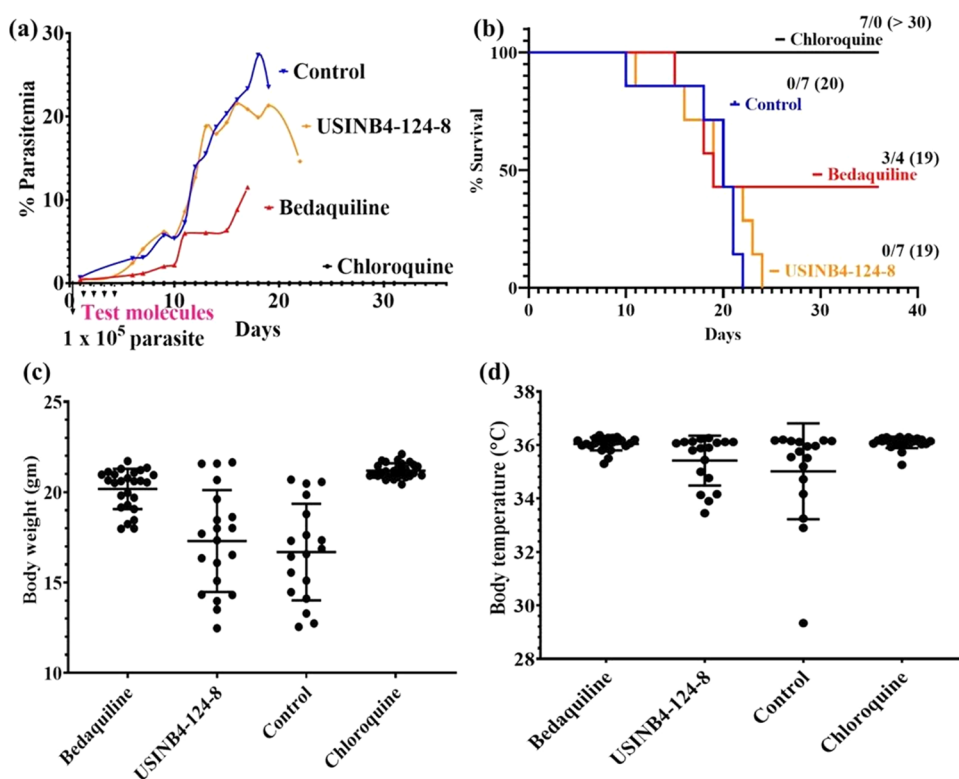 (a)
% Parasitemia
30
20
10
0
Control
USINB4-124-8
Bedaquiline
Chloroquine
0 10 20 30
Test molecules
Days
1 x 10⁵ parasite
(b)
% Survival
100
50
0
7/0 (> 30)
Chloroquine
0/7 (20)
Control
3/4 (19)
Bedaquiline
0/7 (19)
USINB4-124-8
0 10 20 30 40
Days
(c)
Body weight (gm)
25
20
15
10
Bedaquiline
USINB4-124-8
Control
Chloroquine
(d)
Body temperature (°C)
38
36
34
32
30
28
Bedaquiline
USINB4-124-8
Control
Chloroquine